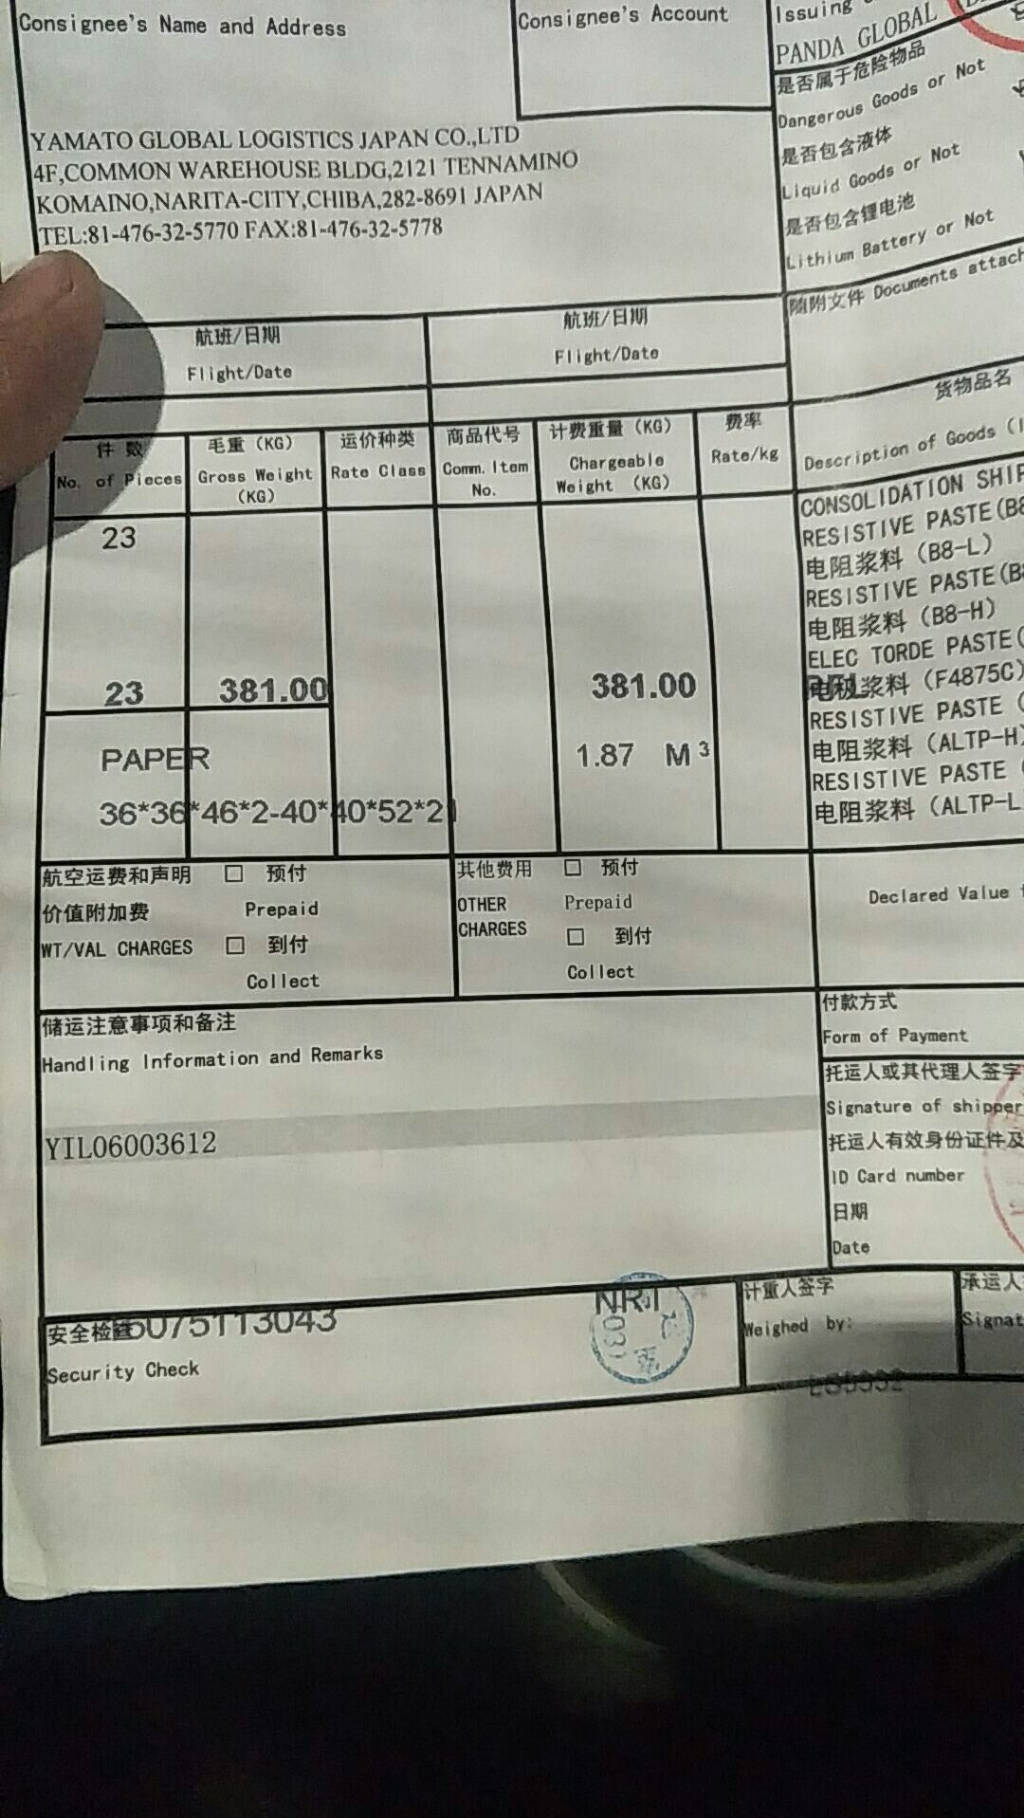 Consignee's Name and Address
Consignee's Account
Issuing
PANDA GLOBAL
YAMATO GLOBAL LOGISTICS JAPAN CO.,LTD
4F,COMMON WAREHOUSE BLDG,2121 TENNAMINO
KOMAINO,NARITA-CITY,CHIBA,282-8691 JAPAN
TEL:81-476-32-5770 FAX:81-476-32-5778
是否属于危险物品
Dangerous Goods or Not
是否包含液体
Liquid Goods or Not
是否包含锂电池
Lithium Battery or Not
随附文件 Documents attach
航班/日期
Flight/Date
航班/日期
Flight/Date
件 数
No. of Pieces
毛重 (KG)
Gross Weight
(KG)
运价种类
Rate Class
商品代号
Comm. Item
No.
计费重量 (KG)
Chargeable
Weight (KG)
费率
Rate/kg
货物品名
Description of Goods (I
23
23
381.00
381.00
PAPER
1.87 M³
36*36*46*2-40*40*52*21
CONSOLIDATION SHIP
RESISTIVE PASTE(B8
电阻浆料 (B8-L)
RESISTIVE PASTE(B8
电阻浆料 (B8-H)
ELEC TORDE PASTE(
电极浆料 (F4875C)
RESISTIVE PASTE (
电阻浆料 (ALTP-H)
RESISTIVE PASTE (
电阻浆料 (ALTP-L
航空运费和声明 □ 预付
价值附加费 Prepaid
WT/VAL CHARGES □ 到付
Collect
其他费用 □ 预付
OTHER Prepaid
CHARGES □ 到付
Collect
Declared Value
储运注意事项和备注
Handling Information and Remarks
YIL06003612
付款方式
Form of Payment
托运人或其代理人签字
Signature of shipper
托运人有效身份证件及
ID Card number
日期
Date
安全检查
75113043
NRT
Security Check
计重人签字
Weighed by:
承运人
Signat